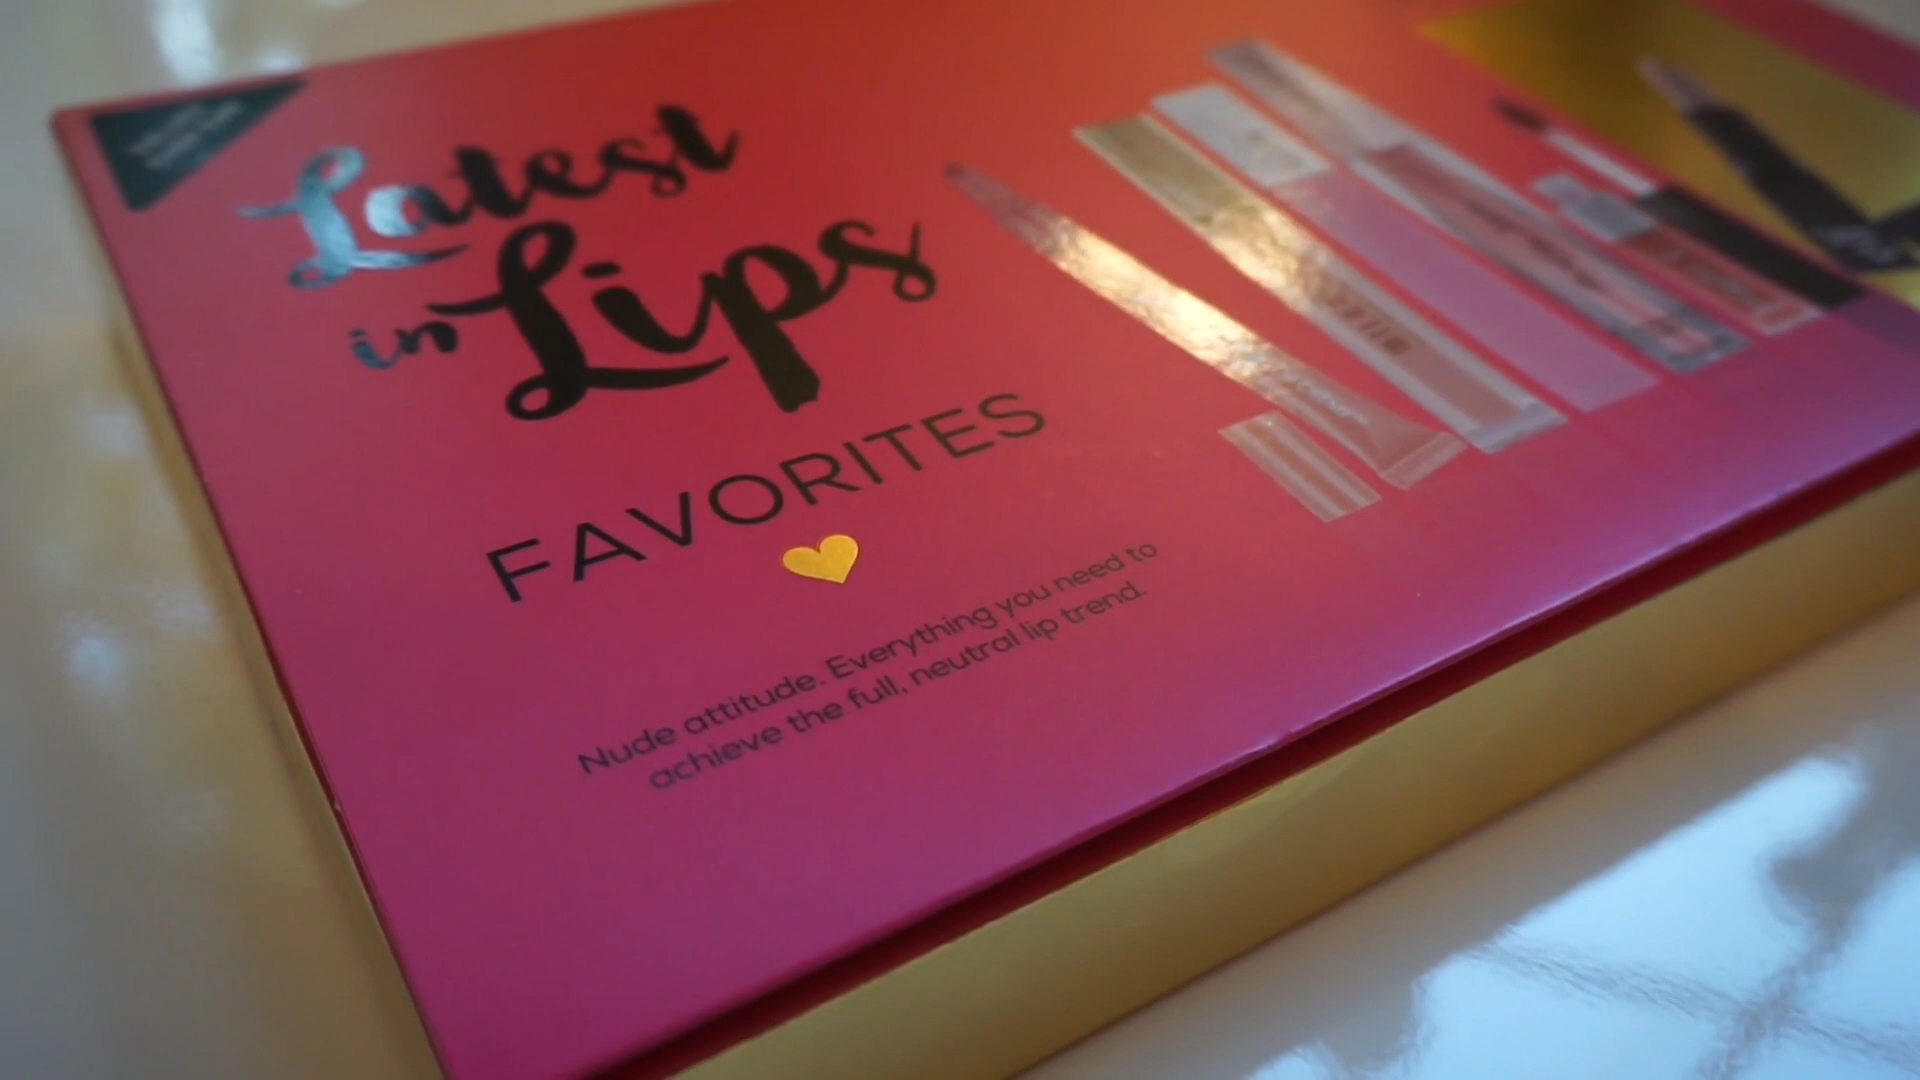 Latest
in Lips
FAVORITES
Nude attitude. Everything you need to
achieve the full, neutral lip trend.